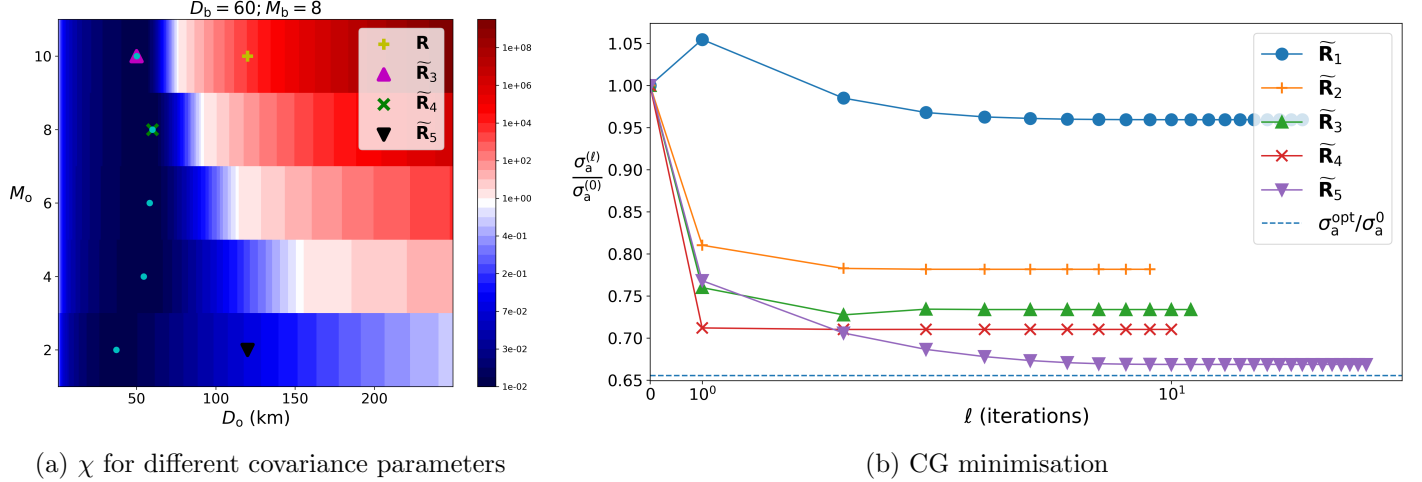 D_b = 60; M_b = 8
M_o
10
8
6
4
2
50
100
150
200
D_o (km)
R
R̃_3
R̃_4
R̃_5
1e+08
1e+06
1e+04
1e+02
1e+00
4e-01
2e-01
7e-02
3e-02
1e-02
(a) χ for different covariance parameters
σ_a^(ℓ) / σ_a^(0)
1.05
1.00
0.95
0.90
0.85
0.80
0.75
0.70
0.65
0
10^0
10^1
ℓ (iterations)
R̃_1
R̃_2
R̃_3
R̃_4
R̃_5
σ_a^opt/σ_a^0
(b) CG minimisation